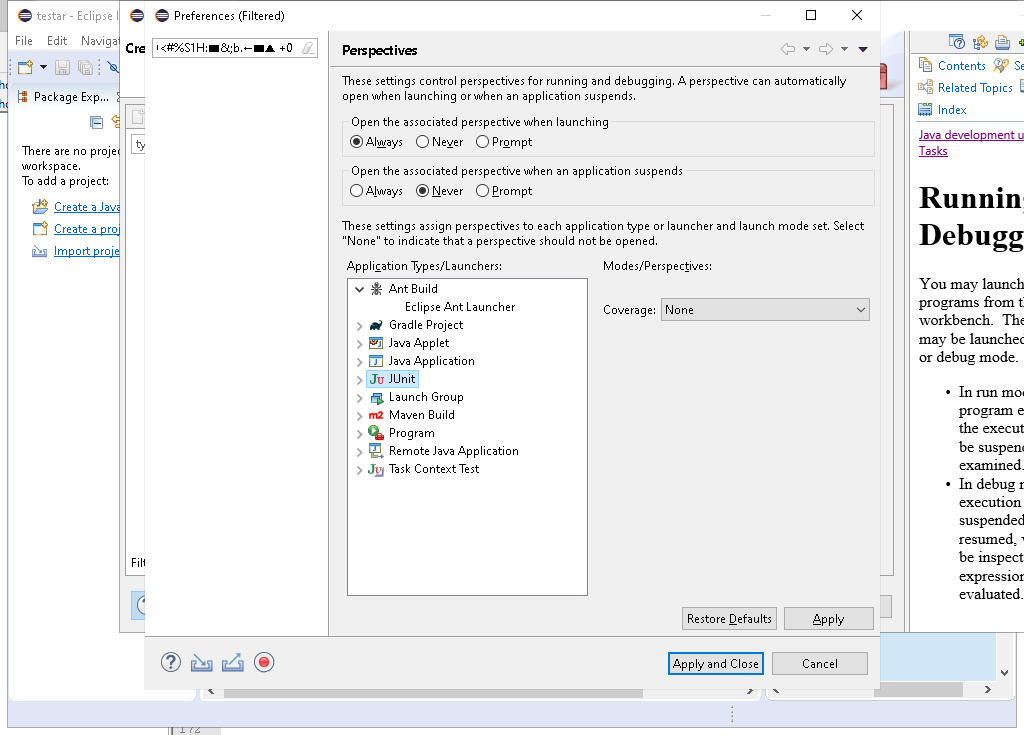 testar - Eclipse I
File Edit Navigat
Package Exp...
There are no projec
workspace.
To add a project:
Create a Java
Create a proj
Import proje
Cre
ty
Filt
Preferences (Filtered)
Perspectives
These settings control perspectives for running and debugging. A perspective can automatically
open when launching or when an application suspends.
Open the associated perspective when launching
Always Never Prompt
Open the associated perspective when an application suspends
Always Never Prompt
These settings assign perspectives to each application type or launcher and launch mode set. Select
"None" to indicate that a perspective should not be opened.
Application Types/Launchers:
Ant Build
Eclipse Ant Launcher
Gradle Project
Java Applet
Java Application
JUnit
Launch Group
Maven Build
Program
Remote Java Application
Task Context Test
Modes/Perspectives:
Coverage: None
Restore Defaults Apply
Apply and Close Cancel
Contents Se
Related Topics
Index
Java development u
Tasks
Running
Debugg
You may launch
programs from th
workbench. The
may be launched
or debug mode.
• In run mod
program e
the execut
be suspend
examined.
• In debug m
execution
suspended
resumed, v
be inspect
expression
evaluated.
172